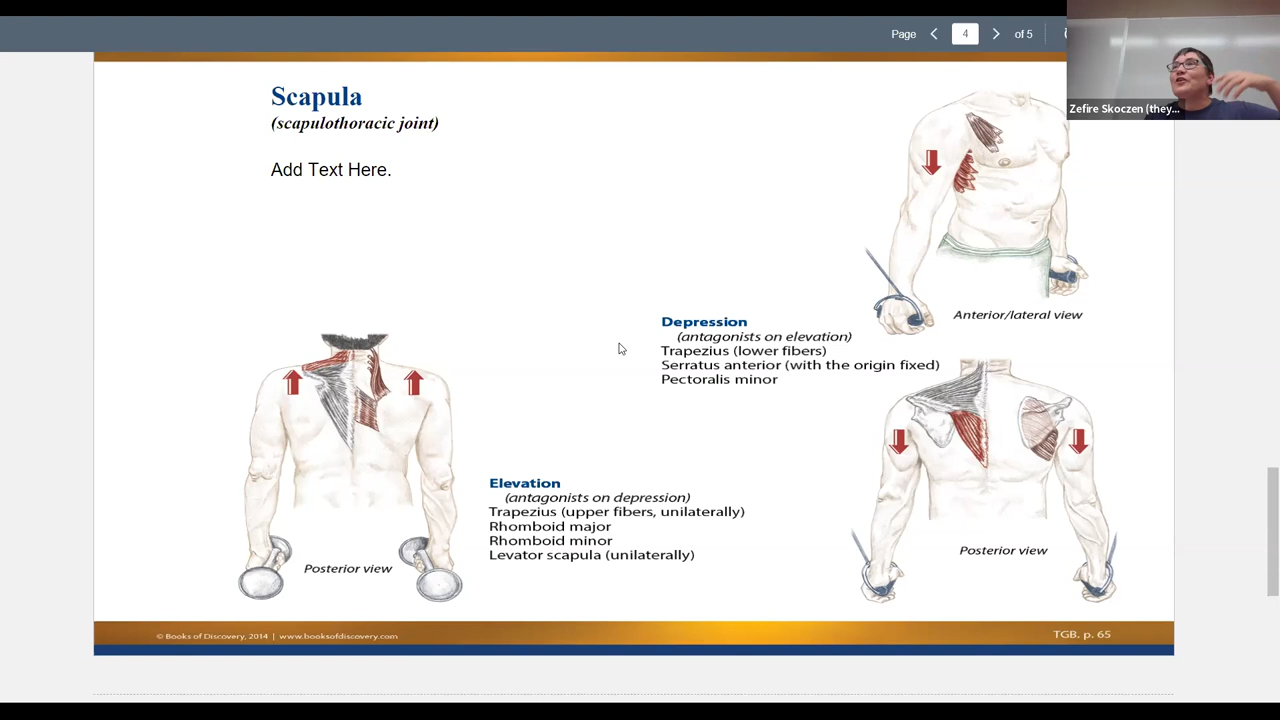 Page 4 of 5
Zefire Skoczen (they...
Scapula
(scapulothoracic joint)
Add Text Here.
Anterior/lateral view
Depression
(antagonists on elevation)
Trapezius (lower fibers)
Serratus anterior (with the origin fixed)
Pectoralis minor
Elevation
(antagonists on depression)
Trapezius (upper fibers, unilaterally)
Rhomboid major
Rhomboid minor
Levator scapula (unilaterally)
Posterior view
Posterior view
© Books of Discovery, 2014 | www.booksofdiscovery.com
TGB. p. 65